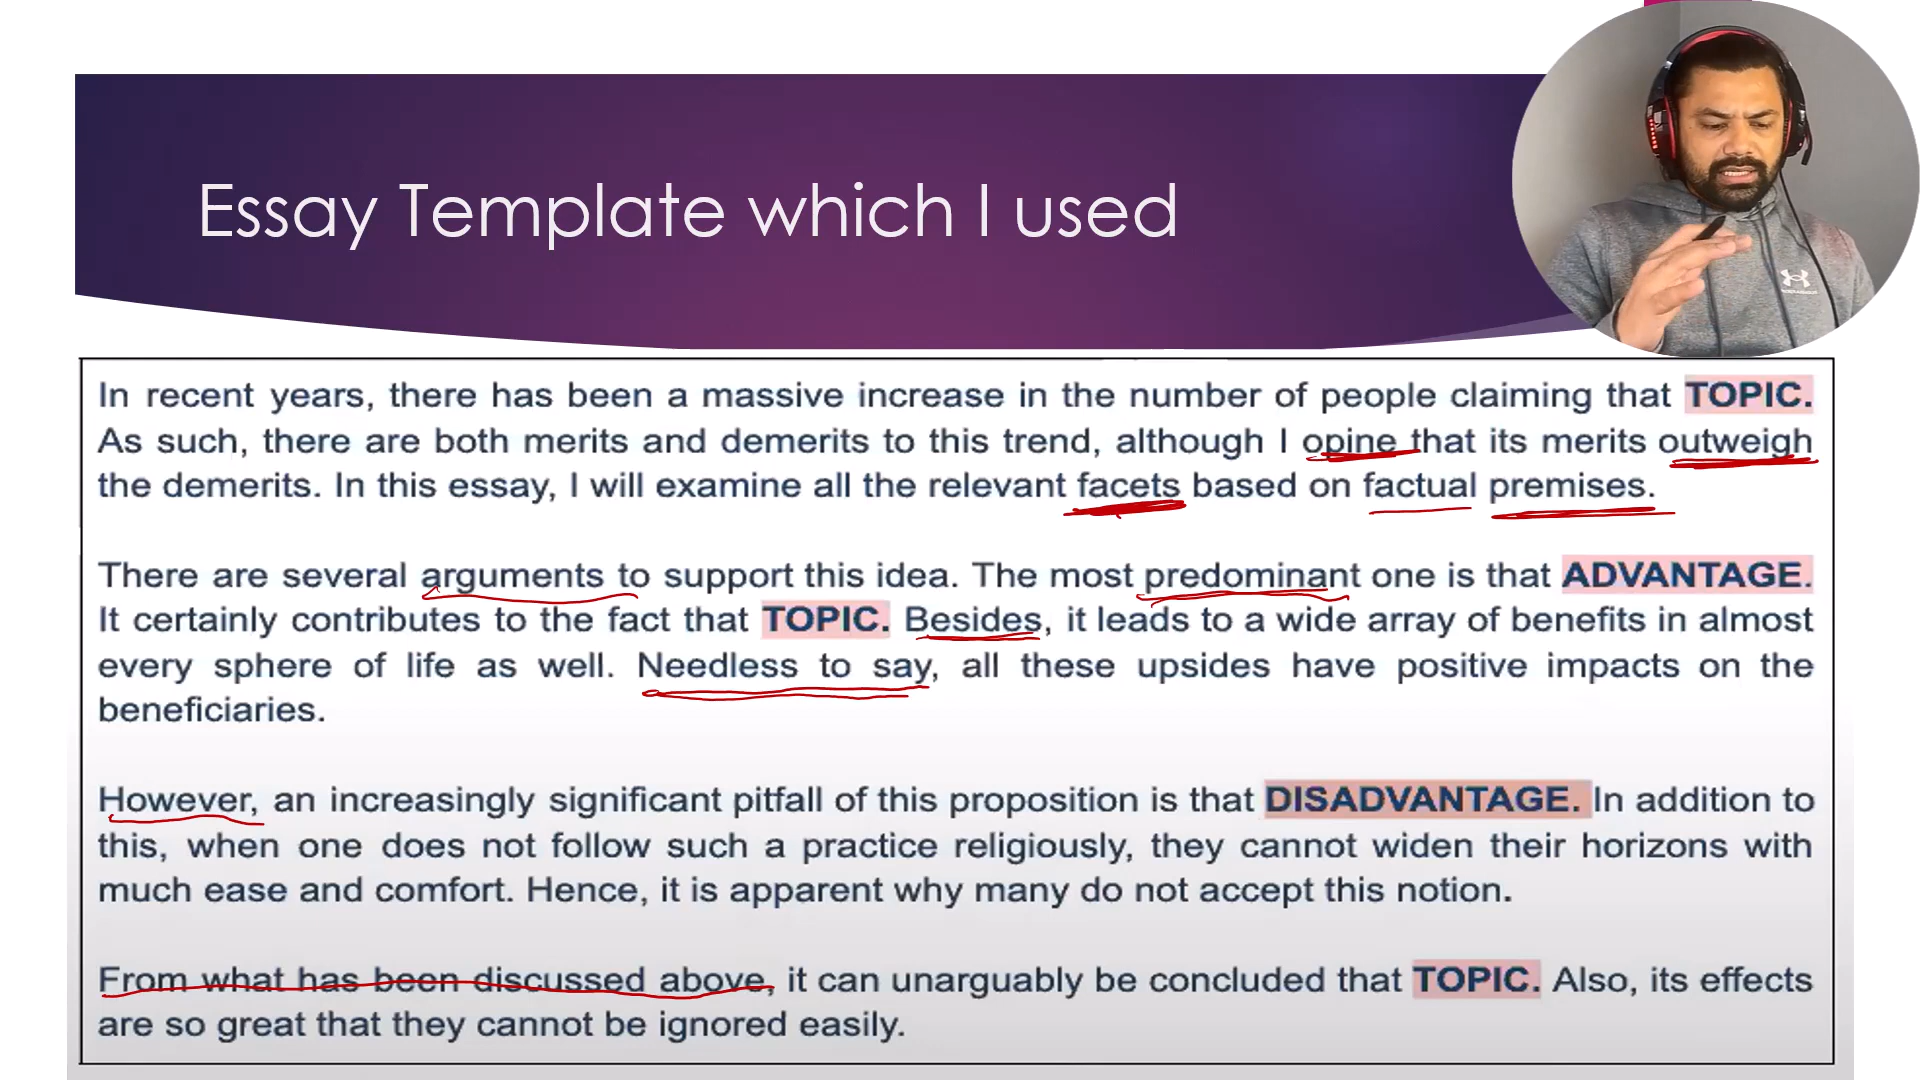 Essay Template which I used
In recent years, there has been a massive increase in the number of people claiming that TOPIC.
As such, there are both merits and demerits to this trend, although I opine that its merits outweigh
the demerits. In this essay, I will examine all the relevant facets based on factual premises.
There are several arguments to support this idea. The most predominant one is that ADVANTAGE.
It certainly contributes to the fact that TOPIC. Besides, it leads to a wide array of benefits in almost
every sphere of life as well. Needless to say, all these upsides have positive impacts on the
beneficiaries.
However, an increasingly significant pitfall of this proposition is that DISADVANTAGE. In addition to
this, when one does not follow such a practice religiously, they cannot widen their horizons with
much ease and comfort. Hence, it is apparent why many do not accept this notion.
From what has been discussed above, it can unarguably be concluded that TOPIC. Also, its effects
are so great that they cannot be ignored easily.